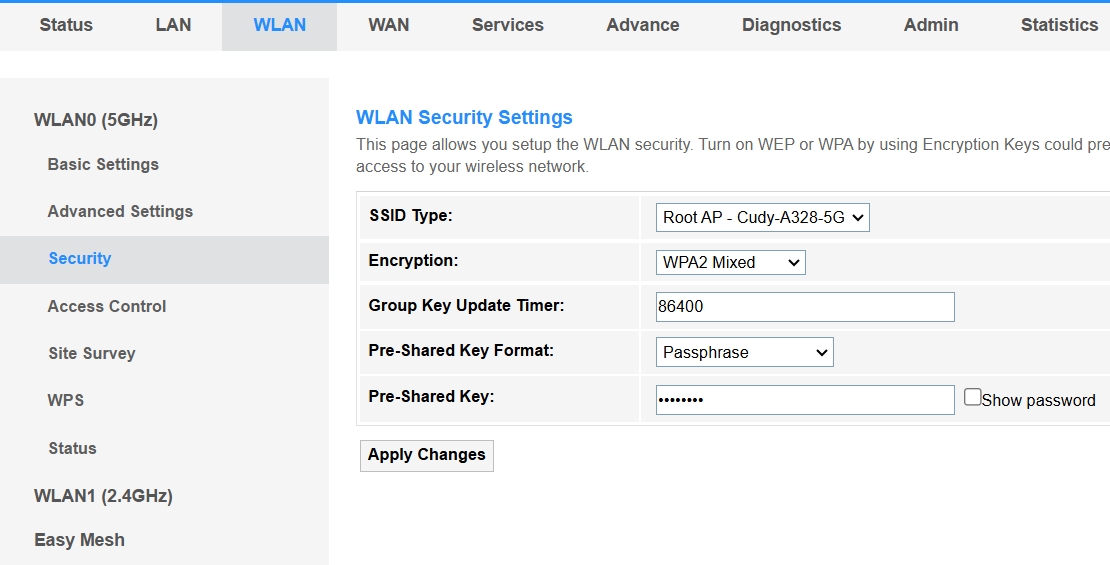 Status LAN WLAN WAN Services Advance Diagnostics Admin Statistics
WLAN0 (5GHz)
Basic Settings
Advanced Settings
Security
Access Control
Site Survey
WPS
Status
WLAN1 (2.4GHz)
Easy Mesh
WLAN Security Settings
This page allows you setup the WLAN security. Turn on WEP or WPA by using Encryption Keys could pre
access to your wireless network.
SSID Type: Root AP - Cudy-A328-5G
Encryption: WPA2 Mixed
Group Key Update Timer: 86400
Pre-Shared Key Format: Passphrase
Pre-Shared Key: •••••••• Show password
Apply Changes